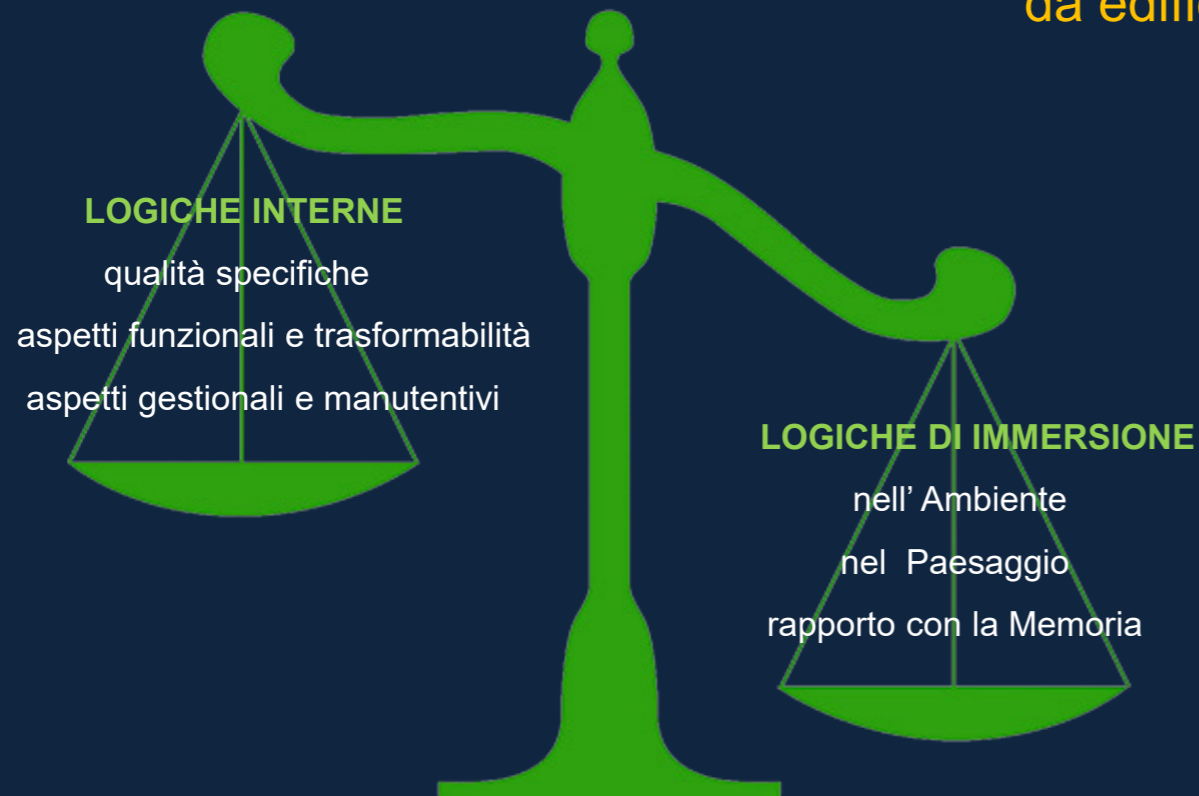 da
LOGICHE INTERNE
qualità specifiche
aspetti funzionali e trasformabilità
aspetti gestionali e manutentivi
LOGICHE DI IMMERSIONE
nell’ Ambiente
nel Paesaggio
rapporto con la Memoria